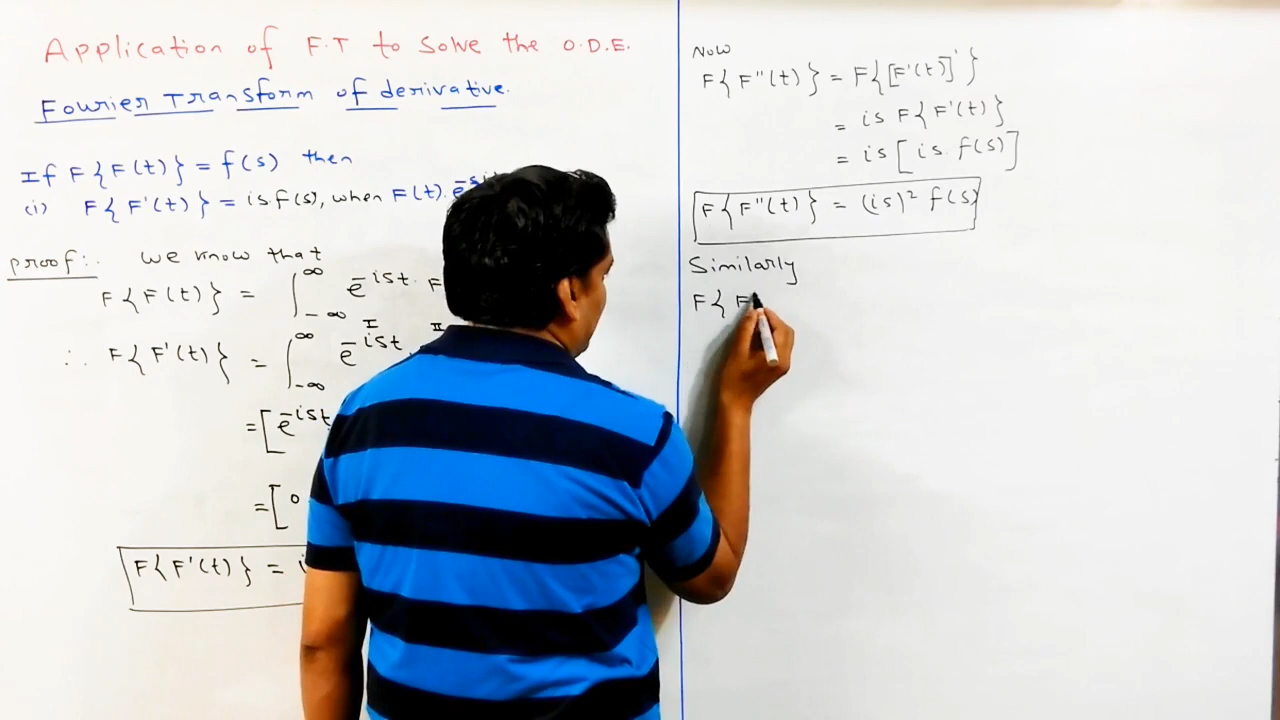 Application of F.T to Solve the O.D.E.
Fourier Transform of derivative.
If F{F(t)} = f(s) then
(i) F{F'(t)} = is.f(s), when F(t).
proof:. we know that
F{F(t)} = ∫_{-∞}^{∞} e^{-ist}. F
I II
∴ F{F'(t)} = ∫_{-∞}^{∞} e^{-ist}.
=[e^{-ist}
=[0
F{F'(t)} = i
Now
F{F''(t)} = F{[F'(t)]'}
= is F{F'(t)}
= is[is.f(s)]
F{F''(t)} = (is)² f(s)
Similarly
F{F